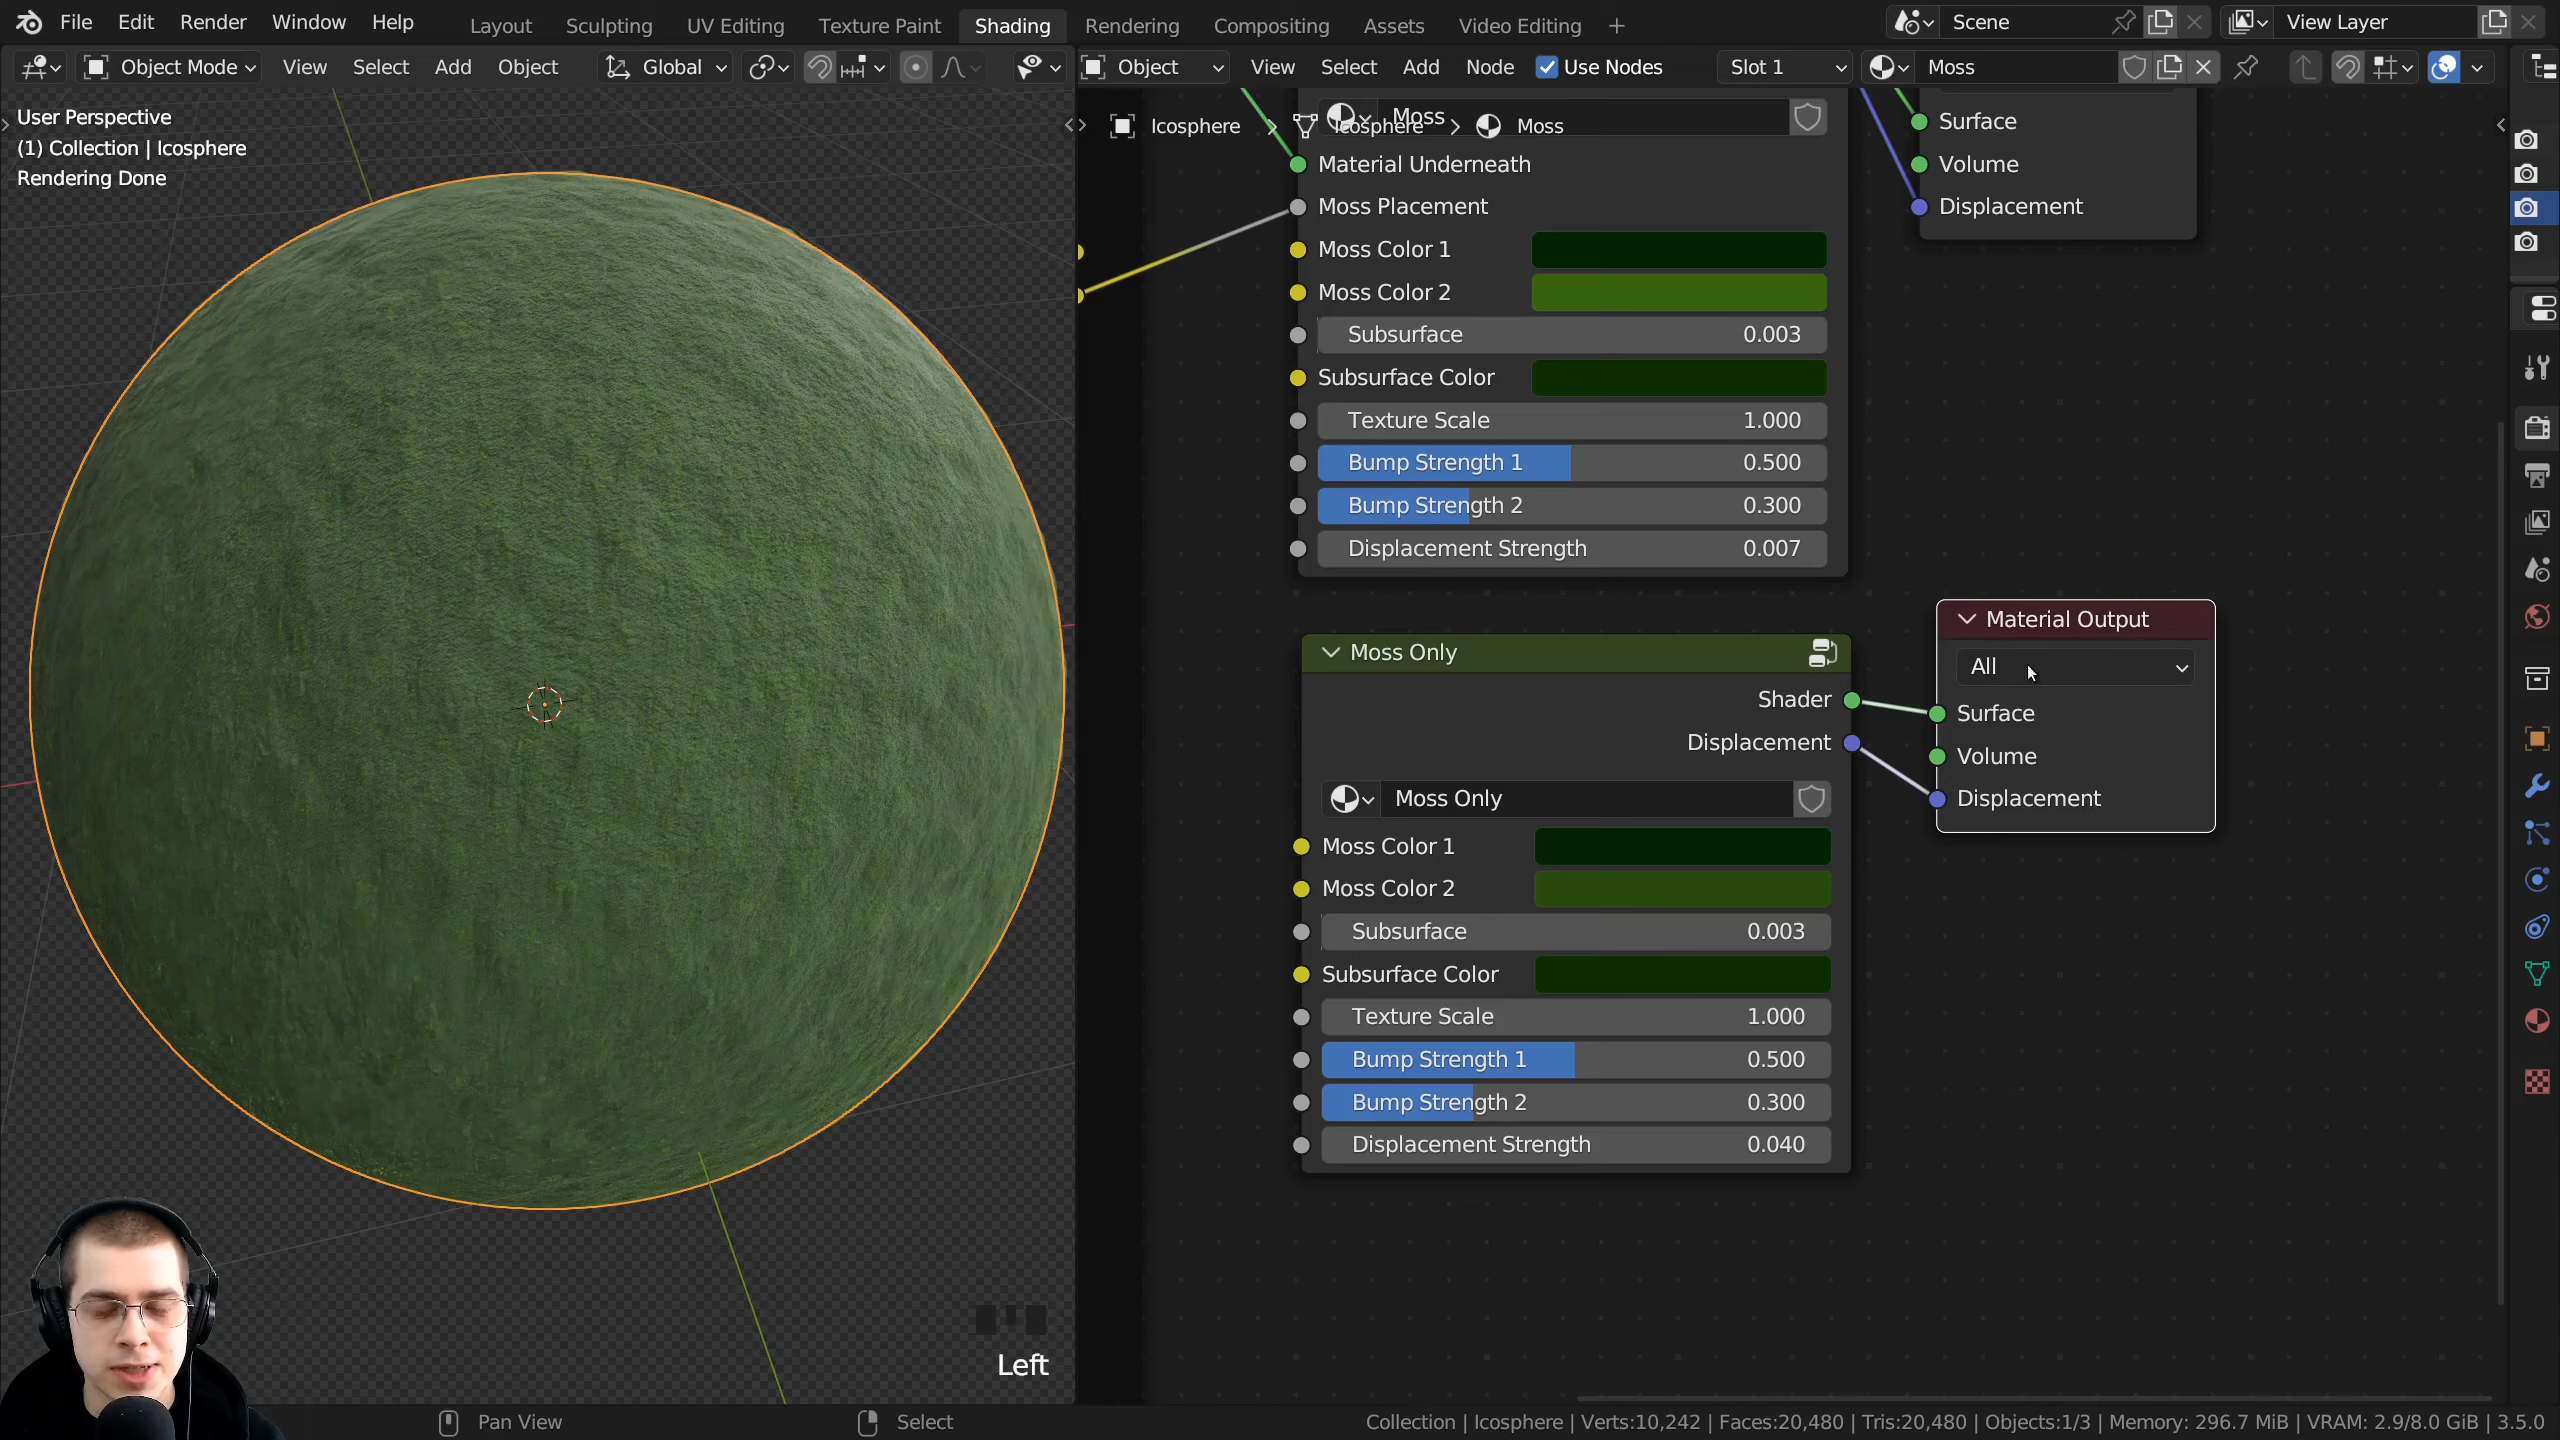 File Edit Render Window Help Layout Sculpting UV Editing Texture Paint Shading Rendering Compositing Assets Video Editing + Scene View Layer
Object Mode View Select Add Object Global Object View Select Add Node Use Nodes Slot 1 Moss
User Perspective
(1) Collection | Icosphere
Rendering Done
Icosphere > Icosphere > Moss
Moss
Material Underneath
Moss Placement
Moss Color 1
Moss Color 2
Subsurface 0.003
Subsurface Color
Texture Scale 1.000
Bump Strength 1 0.500
Bump Strength 2 0.300
Displacement Strength 0.007
Surface
Volume
Displacement
Moss Only
Shader
Displacement
Moss Only
Moss Color 1
Moss Color 2
Subsurface 0.003
Subsurface Color
Texture Scale 1.000
Bump Strength 1 0.500
Bump Strength 2 0.300
Displacement Strength 0.040
Material Output
All
Surface
Volume
Displacement
Left
Pan View Select Collection | Icosphere | Verts:10,242 | Faces:20,480 | Tris:20,480 | Objects:1/3 | Memory: 296.7 MiB | VRAM: 2.9/8.0 GiB | 3.5.0